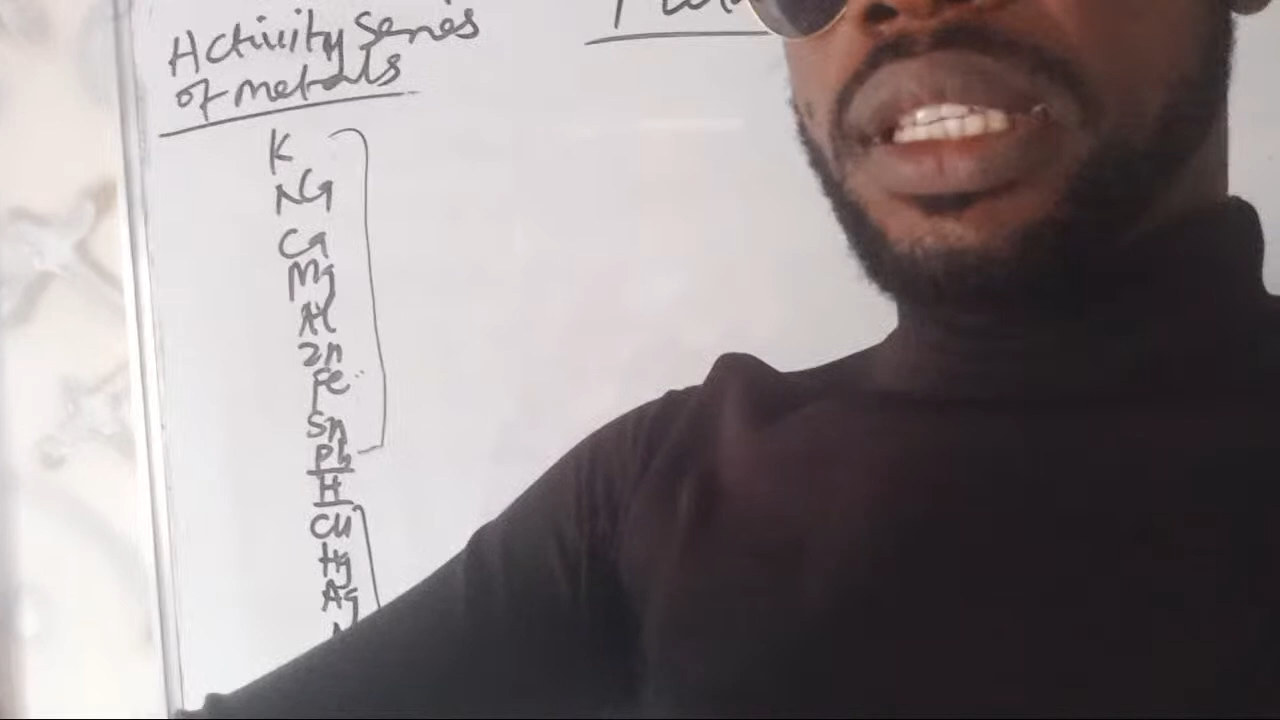 Activity Series
of metals
K
Na
Ca
Mg
Al
Zn
Fe
Sn
Pb
H
Cu
Hg
Ag